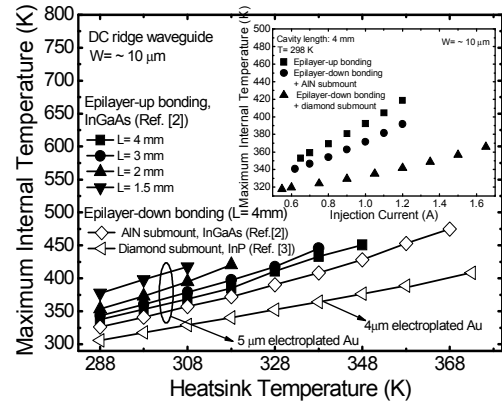 Maximum Internal Temperature (K)
800
750
700
650
600
550
500
450
400
350
300
DC ridge waveguide
W= ~ 10 μm
Epilayer-up bonding,
InGaAs (Ref. [2])
L= 4 mm
L= 3 mm
L= 2 mm
L= 1.5 mm
Epilayer-down bonding (L= 4mm)
AlN submount, InGaAs (Ref.[2])
Diamond submount, InP (Ref. [3])
5 μm electroplated Au
4μm electroplated Au
288 308 328 348 368
Heatsink Temperature (K)
Maximum Internal Temperature (K)
420
400
380
360
340
320
Cavity length: 4 mm
T= 298 K
W= ~ 10 μm
Epilayer-up bonding
Epilayer-down bonding
+ AlN submount
Epilayer-down bonding
+ diamond submount
0.6 0.8 1.0 1.2 1.4 1.6
Injection Current (A)